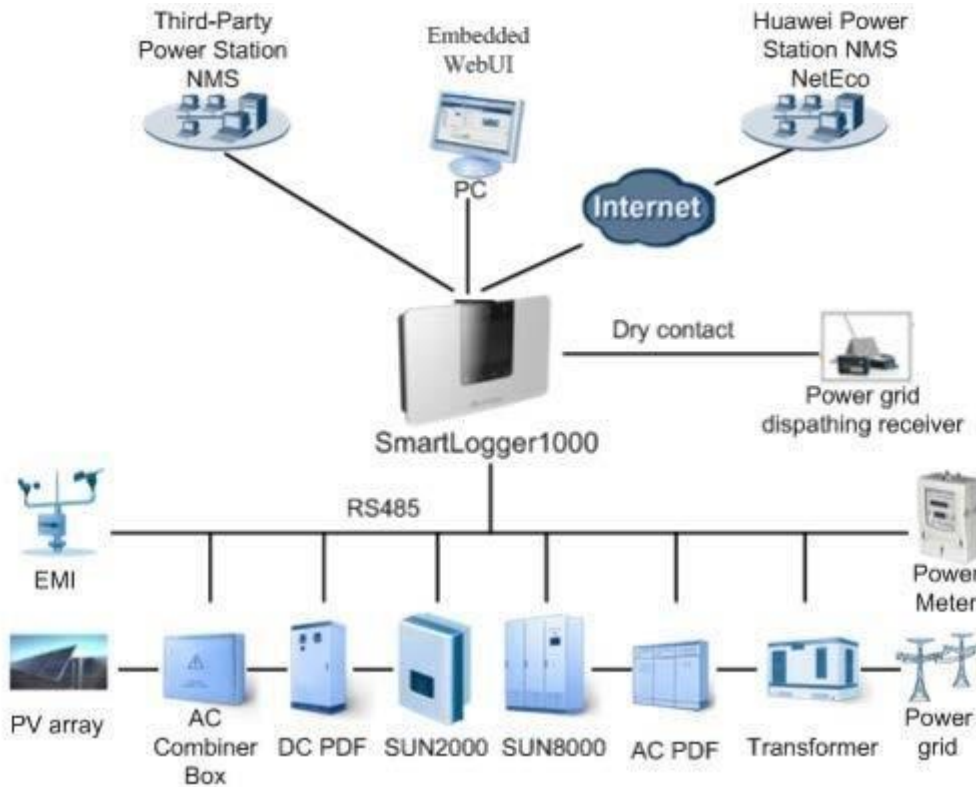 Third-Party
Power Station
NMS
Embedded
WebUI
Huawei Power
Station NMS
NetEco
PC
Internet
Dry contact
Power grid
dispathing receiver
SmartLogger1000
RS485
EMI
Power
Meter
PV array
AC
Combiner
Box
DC PDF
SUN2000
SUN8000
AC PDF
Transformer
Power
grid